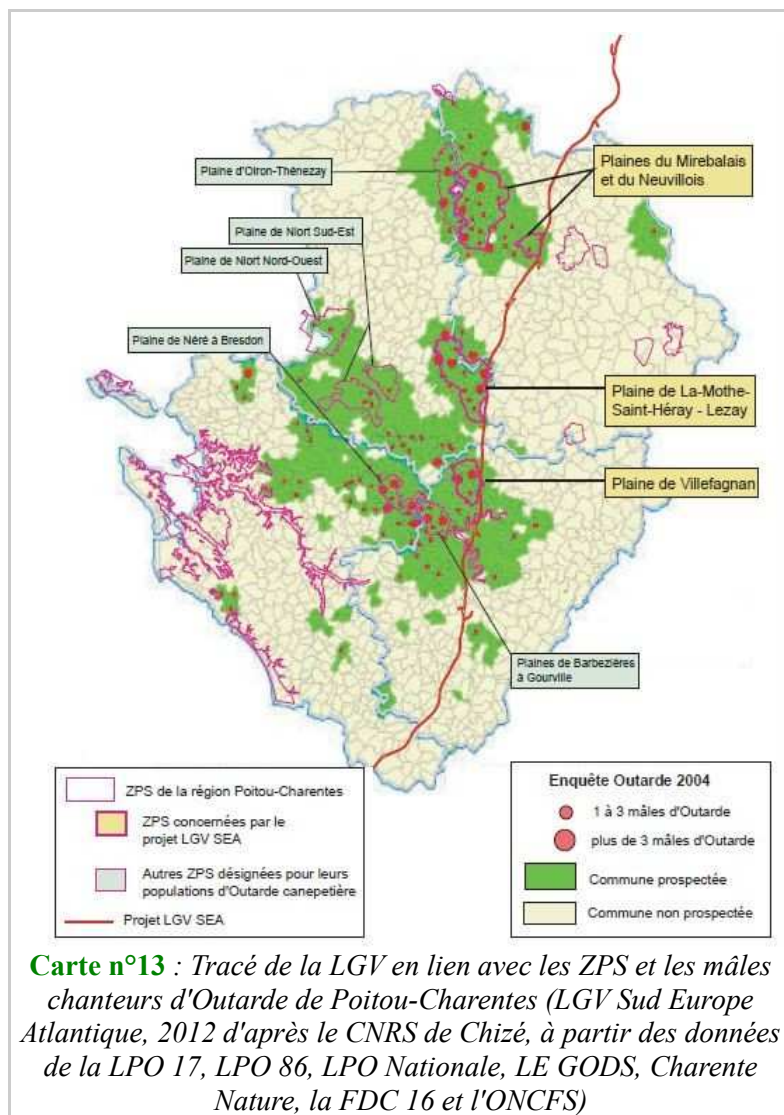 Plaine d'Oiron-Thénezay
Plaines du Mirebalais
et du Neuvillois
Plaine de Niort Sud-Est
Plaine de Niort Nord-Ouest
Plaine de Néré à Bresdon
Plaine de La-Mothe-
Saint-Héray - Lezay
Plaine de Villefagnan
Plaines de Barbezières
à Gourville
ZPS de la région Poitou-Charentes
ZPS concernées par le
projet LGV SEA
Autres ZPS désignées pour leurs
populations d'Outarde canepetière
Projet LGV SEA
Enquête Outarde 2004
1 à 3 mâles d'Outarde
plus de 3 mâles d'Outarde
Commune prospectée
Commune non prospectée
Carte n°13 : Tracé de la LGV en lien avec les ZPS et les mâles
chanteurs d'Outarde de Poitou-Charentes (LGV Sud Europe
Atlantique, 2012 d'après le CNRS de Chizé, à partir des données
de la LPO 17, LPO 86, LPO Nationale, LE GODS, Charente
Nature, la FDC 16 et l'ONCFS)